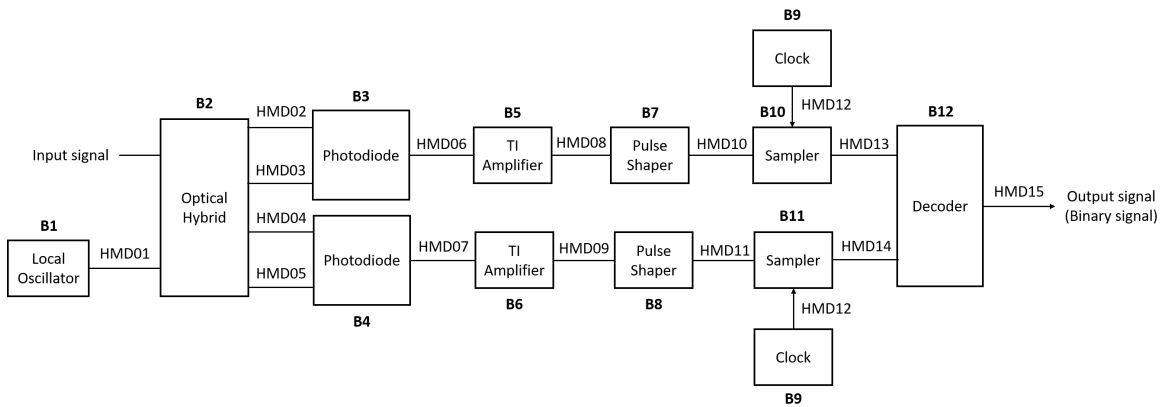 B9
Clock
HMD12
B2
HMD02
B3
B5
B7
B10
B12
Input signal
Photodiode
HMD06
TI
Amplifier
HMD08
Pulse
Shaper
HMD10
Sampler
HMD13
HMD03
Optical
Hybrid
Decoder
HMD15
Output signal
(Binary signal)
B1
Local
Oscillator
HMD01
HMD04
HMD05
Photodiode
B4
HMD07
TI
Amplifier
B6
HMD09
Pulse
Shaper
B8
HMD11
B11
Sampler
HMD14
HMD12
Clock
B9